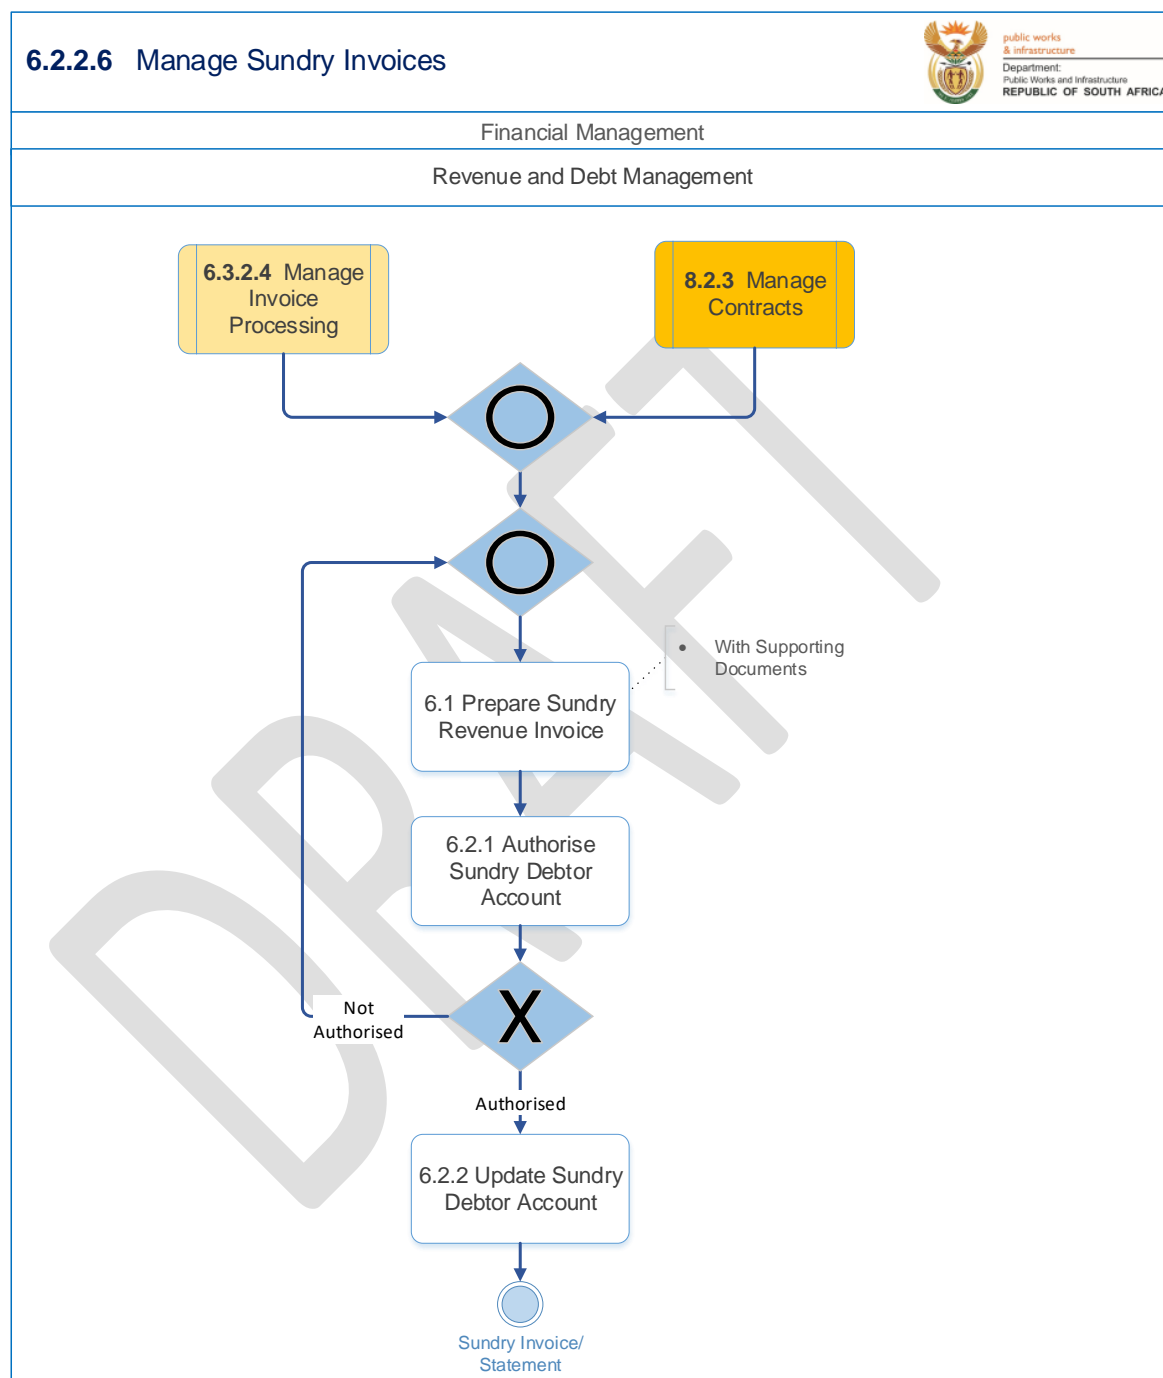 6.2.2.6 Manage Sundry Invoices
public works
& infrastructure
Department:
Public Works and Infrastructure
REPUBLIC OF SOUTH AFRICA
Financial Management
Revenue and Debt Management
6.3.2.4 Manage
Invoice
Processing
8.2.3 Manage
Contracts
• With Supporting
Documents
6.1 Prepare Sundry
Revenue Invoice
6.2.1 Authorise
Sundry Debtor
Account
X
Not
Authorised
Authorised
6.2.2 Update Sundry
Debtor Account
Sundry Invoice/
Statement
DRAFT